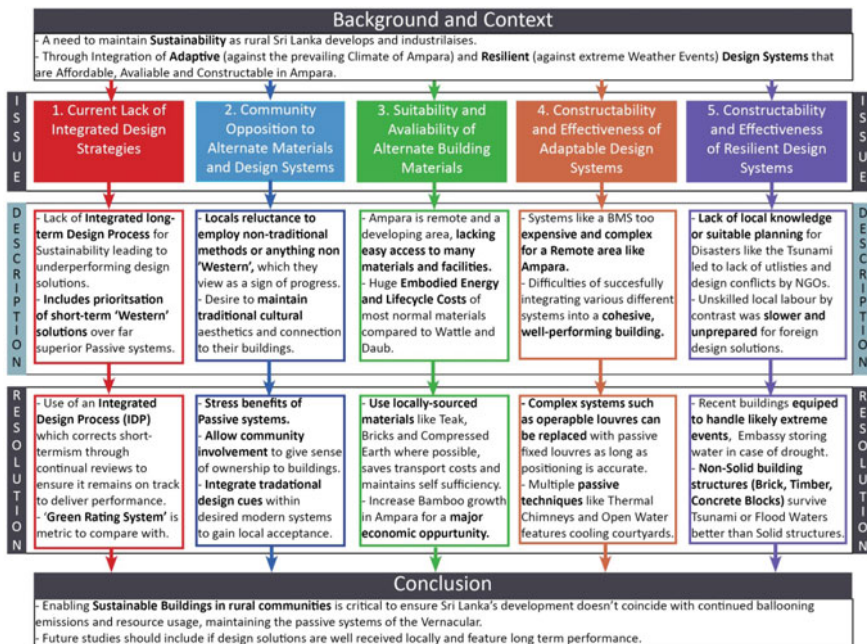 Background and Context
- A need to maintain Sustainability as rural Sri Lanka develops and industrilaises.
- Through Integration of Adaptive (against the prevailing Climate of Ampara) and Resilient (against extreme Weather Events) Design Systems that
are Affordable, Avaliable and Constructable in Ampara.
ISSUE
1. Current Lack of
Integrated Design
Strategies
2. Community
Opposition to
Alternate Materials
and Design Systems
3. Suitability and
Avaliability of
Alternate Building
Materials
4. Constructability
and Effectiveness of
Adaptable Design
Systems
5. Constructability
and Effectiveness
of Resilient Design
Systems
ISSUE
DESCRIPTION
- Lack of Integrated long-
term Design Process for
Sustainability leading to
underperforming design
solutions.
- Includes prioritsation of
short-term 'Western'
solutions over far
superior Passive systems.
- Locals reluctance to
employ non-traditional
methods or anything non
'Western', which they
view as a sign of progress.
- Desire to maintain
traditional cultural
aesthetics and connection
to their buildings.
- Ampara is remote and a
developing area, lacking
easy access to many
materials and facilities.
- Huge Embodied Energy
and Lifecycle Costs of
most normal materials
compared to Wattle and
Daub.
- Systems like a BMS too
expensive and complex
for a Remote area like
Ampara.
- Difficulties of succesfully
integrating various different
systems into a cohesive,
well-performing building.
- Lack of local knowledge
or suitable planning for
Disasters like the Tsunami
led to lack of utlisties and
design conflicts by NGOs.
- Unskilled local labour by
contrast was slower and
unprepared for foreign
design solutions.
DESCRIPTION
RESOLUTION
- Use of an Integrated
Design Process (IDP)
which corrects short-
termism through
continual reviews to
ensure it remains on track
to deliver performance.
- 'Green Rating System' is
metric to compare with.
- Stress benefits of
Passive systems.
- Allow community
involvement to give sense
of ownership to buildings.
- Integrate tradational
design cues within
desired modern systems
to gain local acceptance.
- Use locally-sourced
materials like Teak,
Bricks and Compressed
Earth where possible,
saves transport costs and
maintains self sufficiency.
- Increase Bamboo growth
in Ampara for a major
economic oppurtunity.
- Complex systems such
as operapble louvres can
be replaced with passive
fixed louvres as long as
positioning is accurate.
- Multiple passive
techniques like Thermal
Chimneys and Open Water
features cooling courtyards.
- Recent buildings equiped
to handle likely extreme
events, Embassy storing
water in case of drought.
- Non-Solid building
structures (Brick, Timber,
Concrete Blocks) survive
Tsunami or Flood Waters
better than Solid structures.
RESOLUTION
Conclusion
- Enabling Sustainable Buildings in rural communities is critical to ensure Sri Lanka's development doesn't coincide with continued ballooning
emissions and resource usage, maintaining the passive systems of the Vernacular.
- Future studies should include if design solutions are well received locally and feature long term performance.